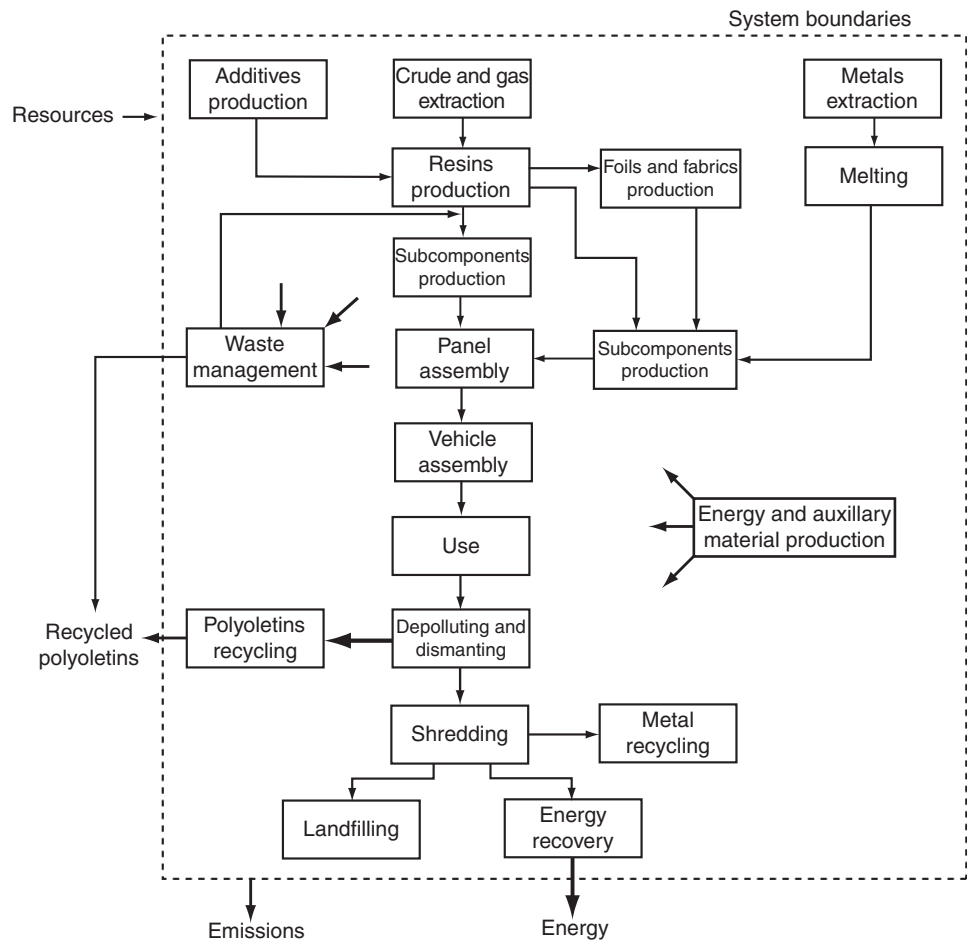 System boundaries
Additives
production
Crude and gas
extraction
Metals
extraction
Resources
Resins
production
Foils and fabrics
production
Melting
Subcomponents
production
Waste
management
Panel
assembly
Subcomponents
production
Vehicle
assembly
Energy and auxillary
material production
Use
Recycled
polyoletins
Polyoletins
recycling
Depolluting and
dismanting
Shredding
Metal
recycling
Landfilling
Energy
recovery
Emissions
Energy